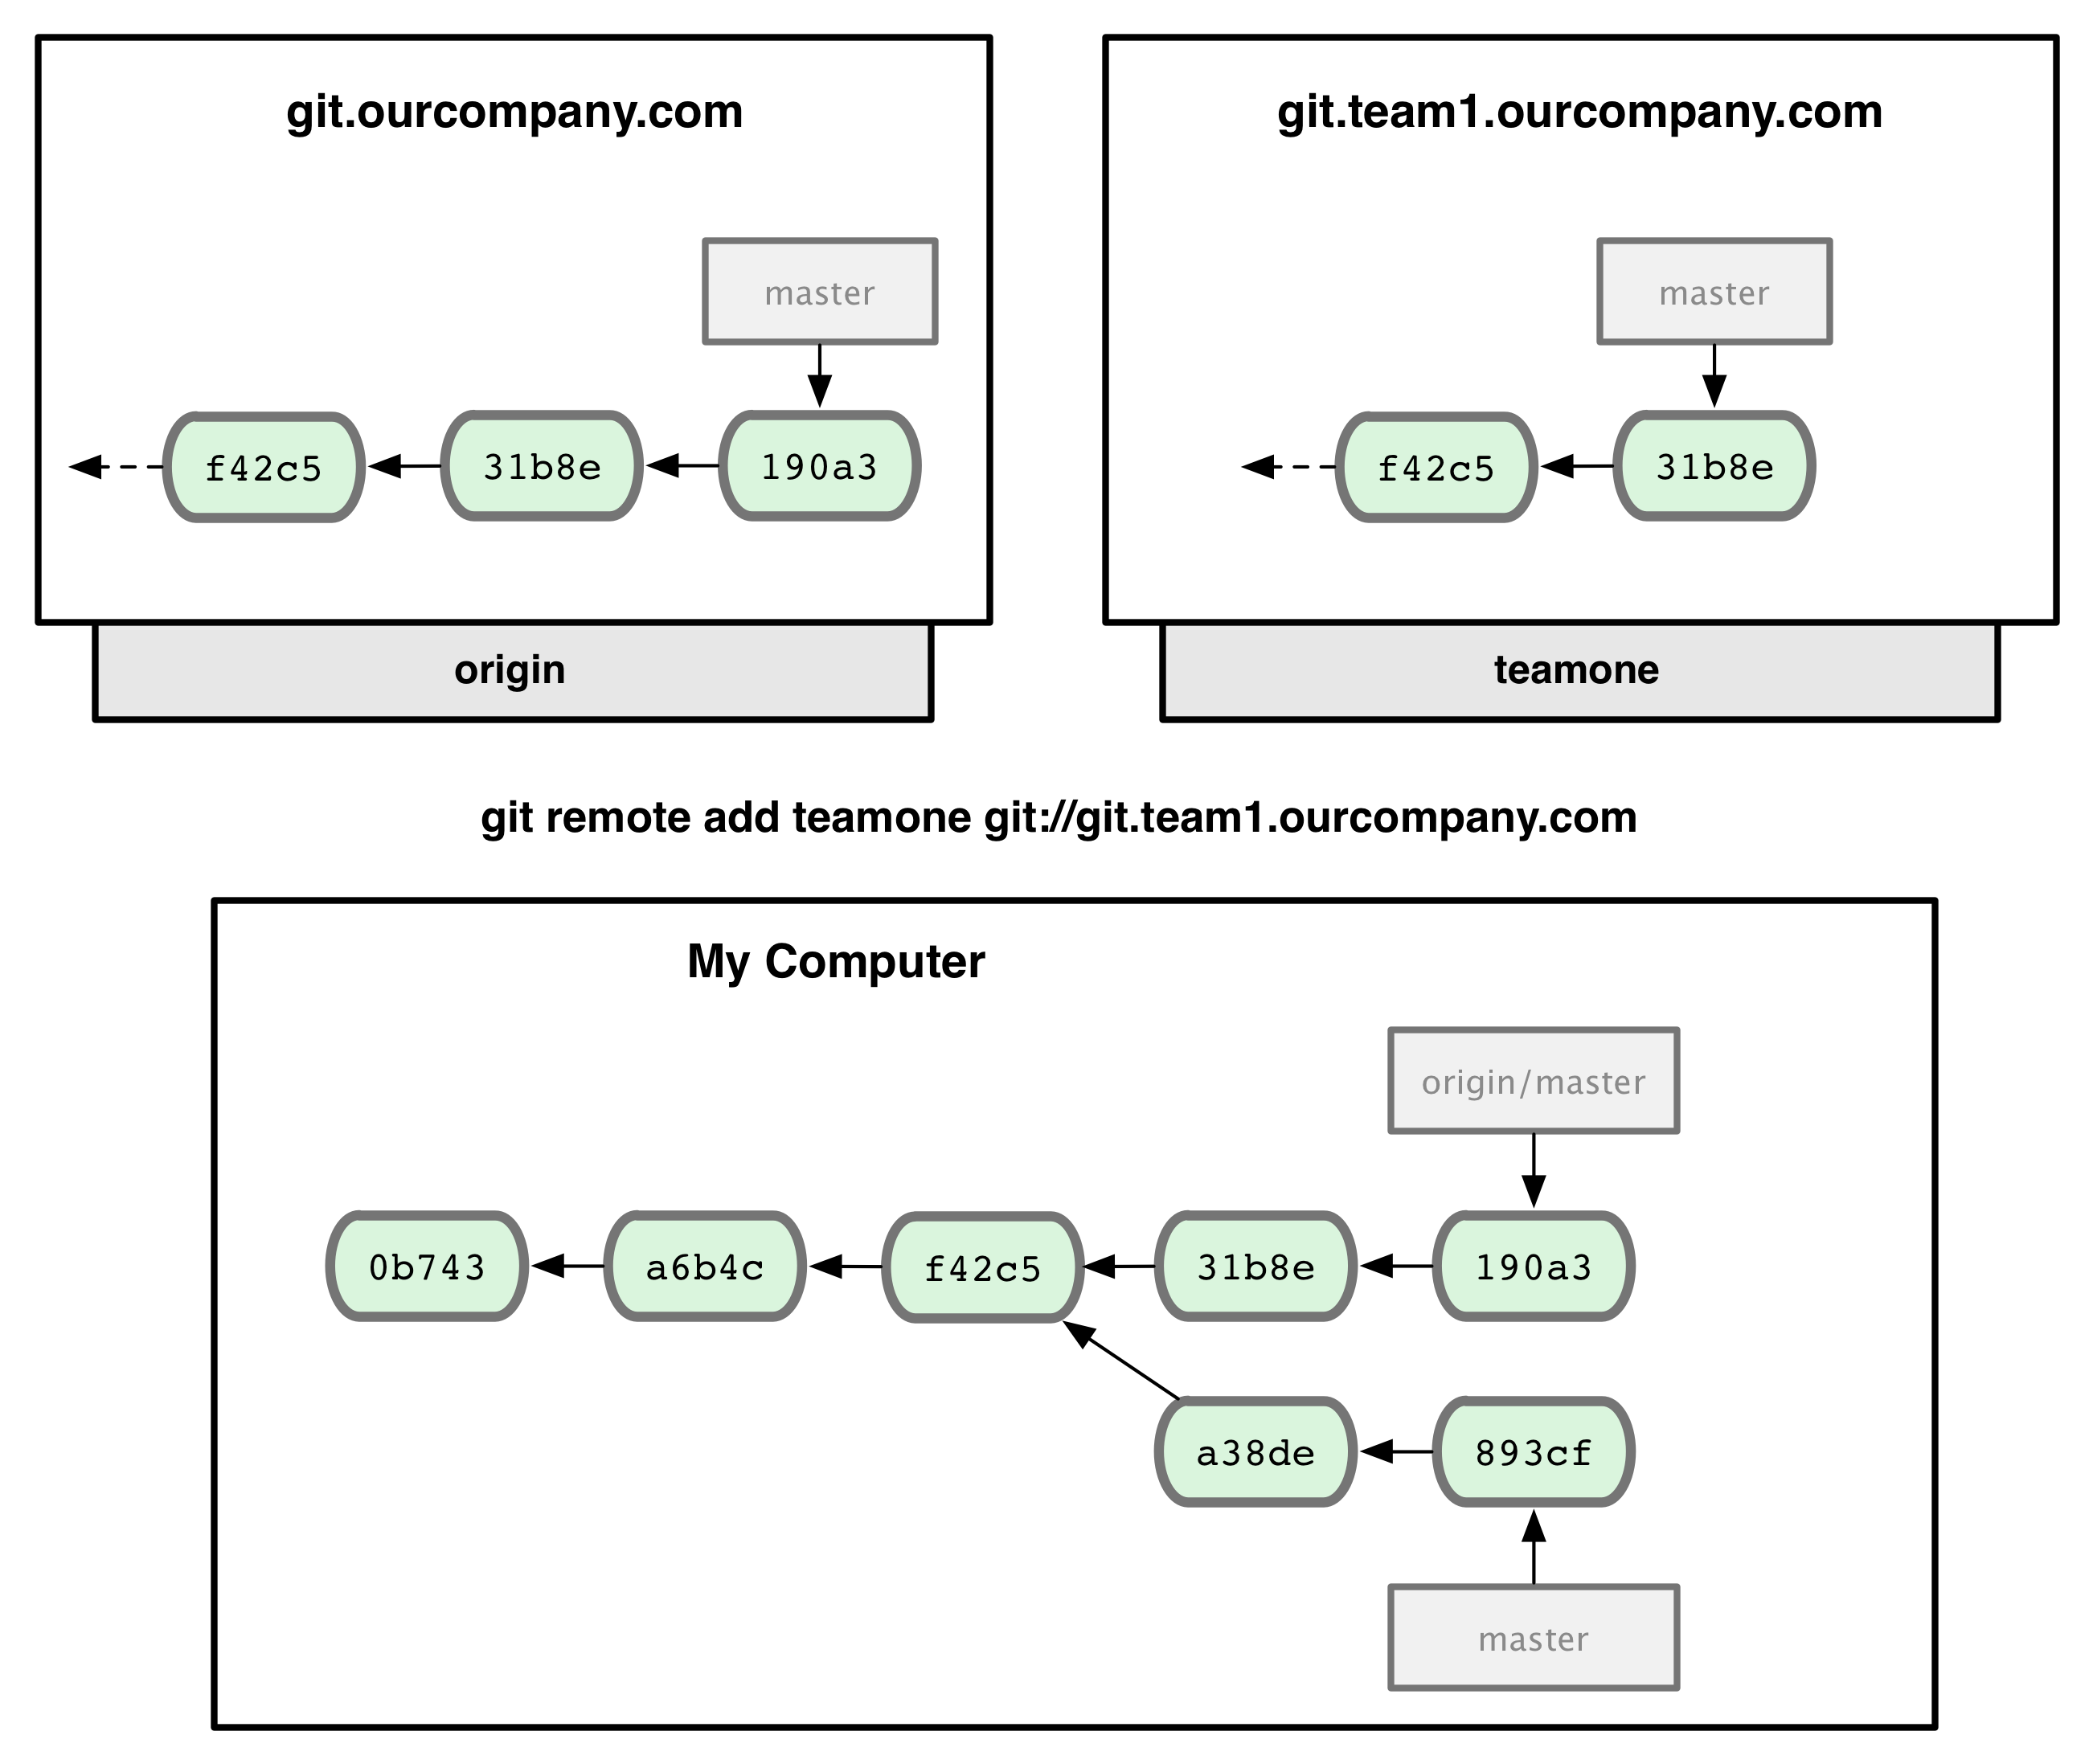 git.ourcompany.com
master
f42c5
31b8e
190a3
origin
git.team1.ourcompany.com
master
f42c5
31b8e
teamone
git remote add teamone git://git.team1.ourcompany.com
My Computer
origin/master
0b743
a6b4c
f42c5
31b8e
190a3
a38de
893cf
master